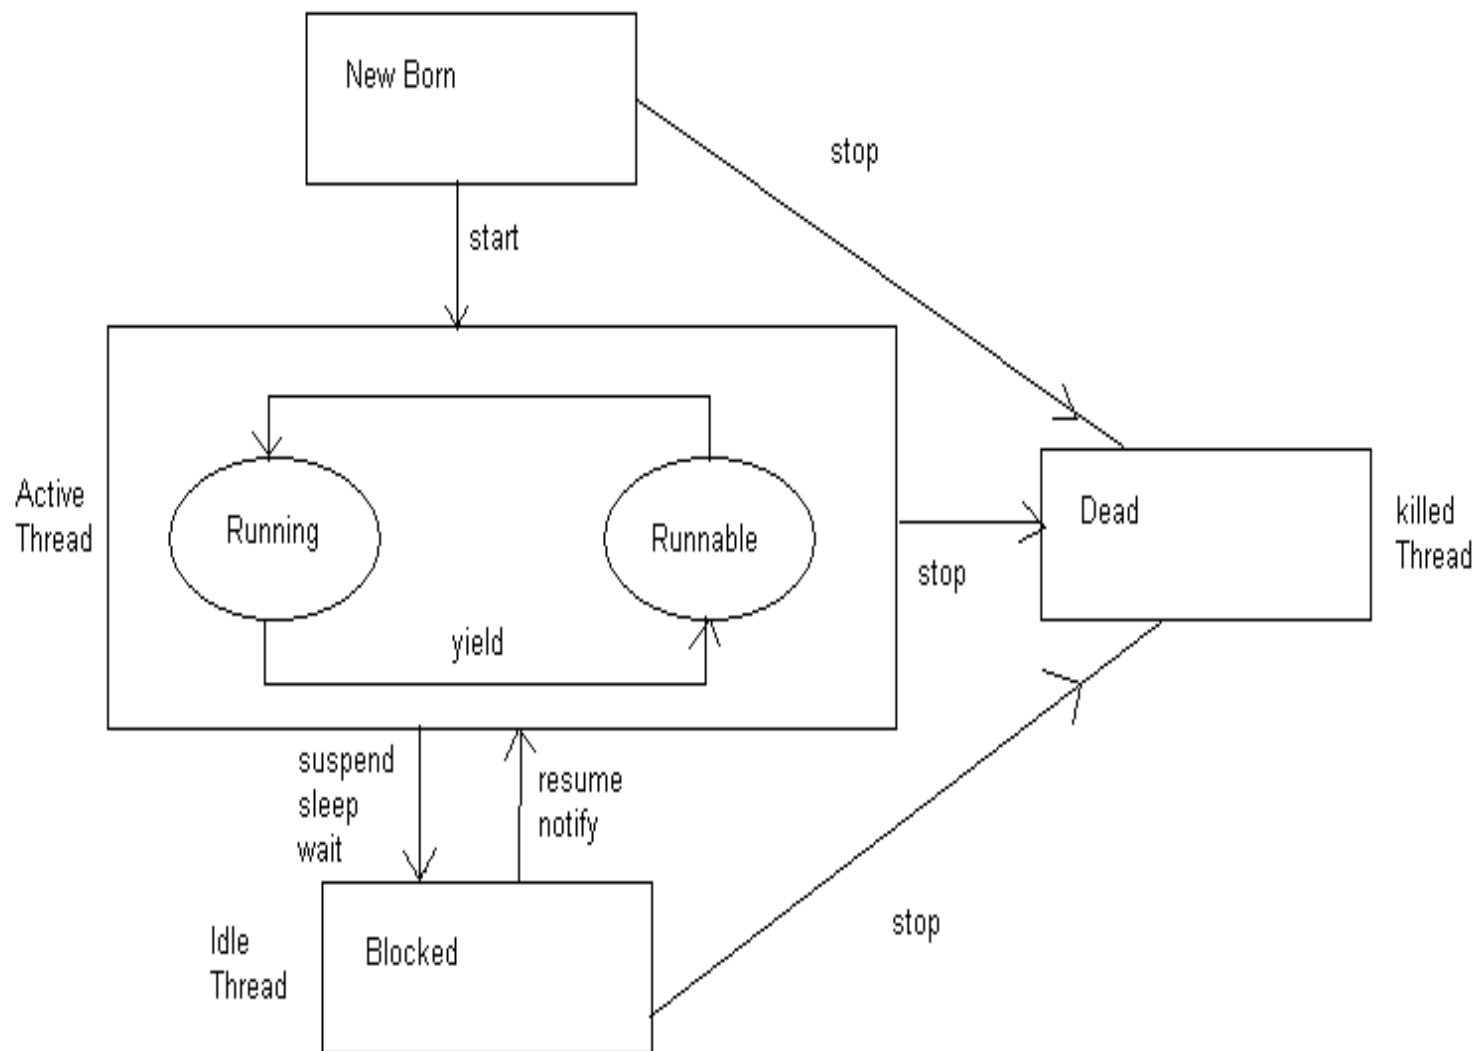 New Born
stop
start
Active
Thread
Running
Runnable
yield
stop
Dead
killed
Thread
suspend
sleep
wait
resume
notify
Idle
Thread
Blocked
stop